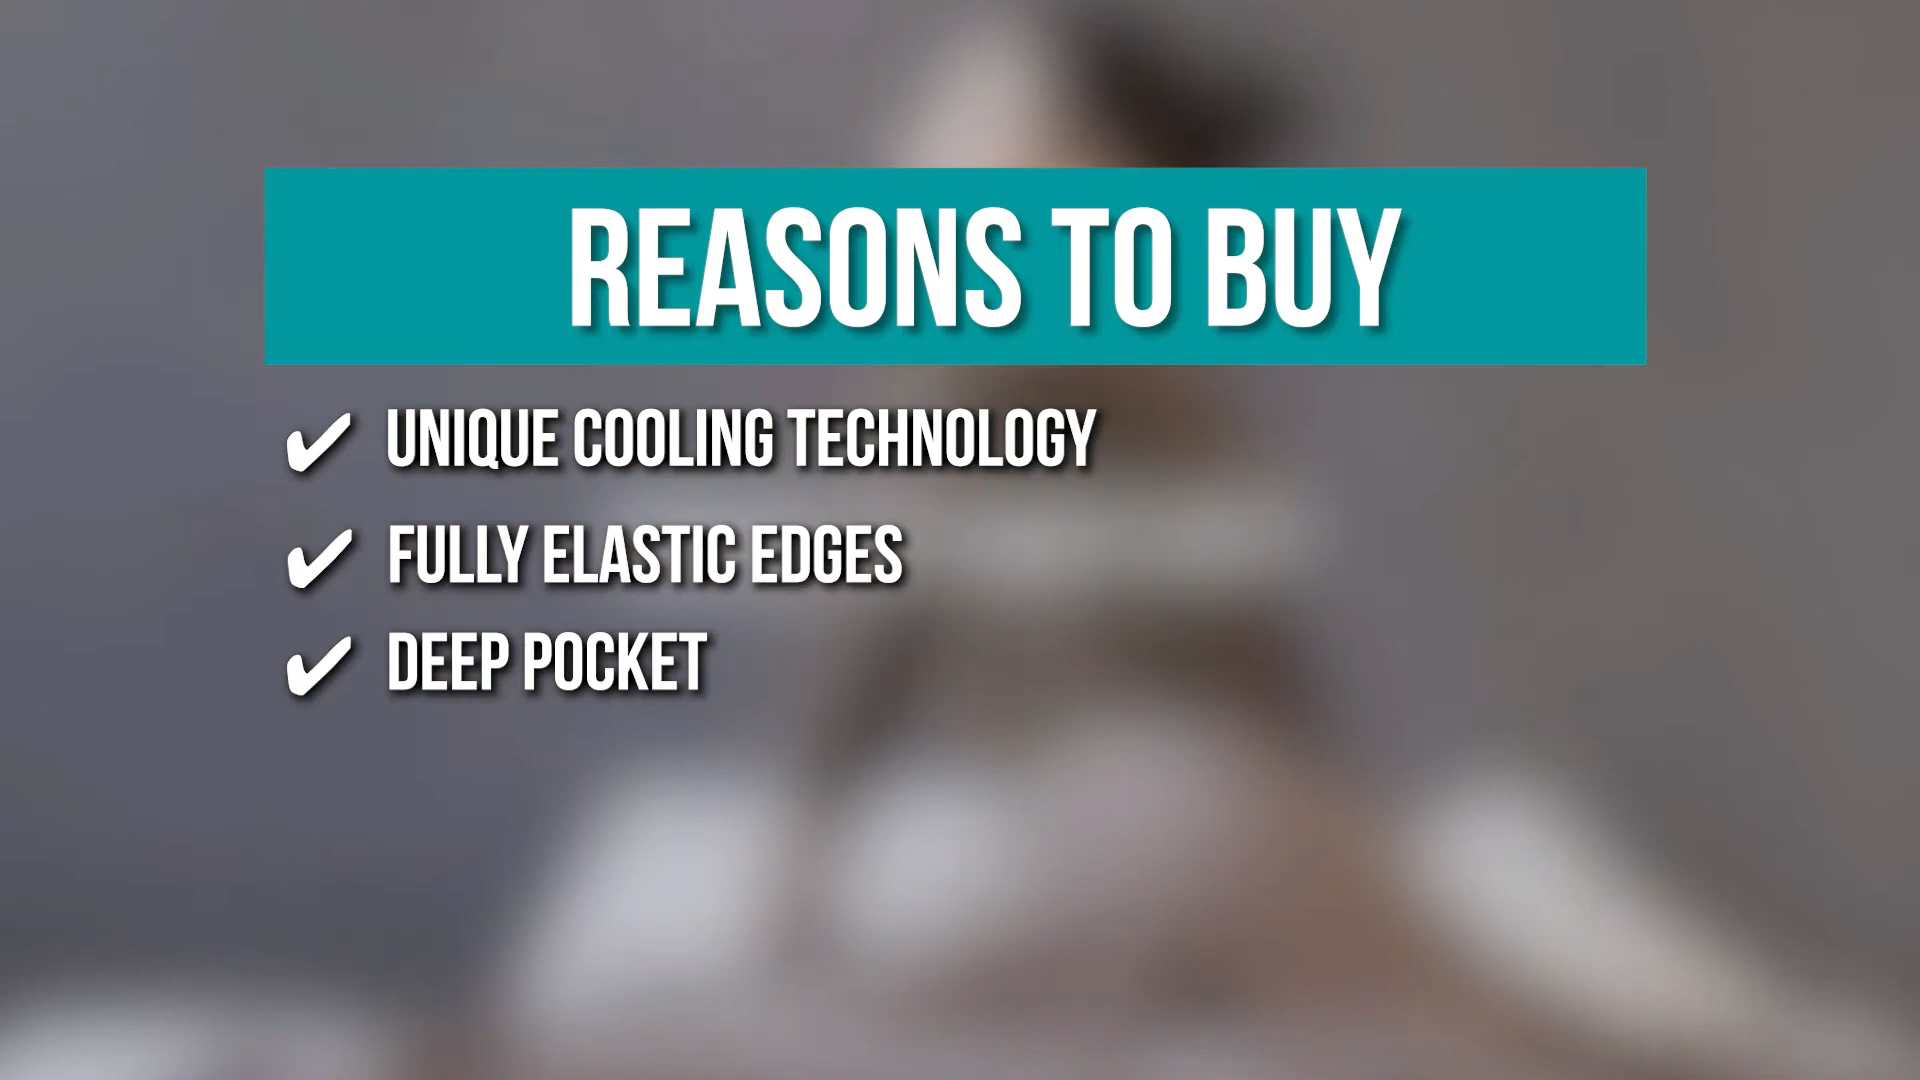 REASONS TO BUY
✔ UNIQUE COOLING TECHNOLOGY
✔ FULLY ELASTIC EDGES
✔ DEEP POCKET